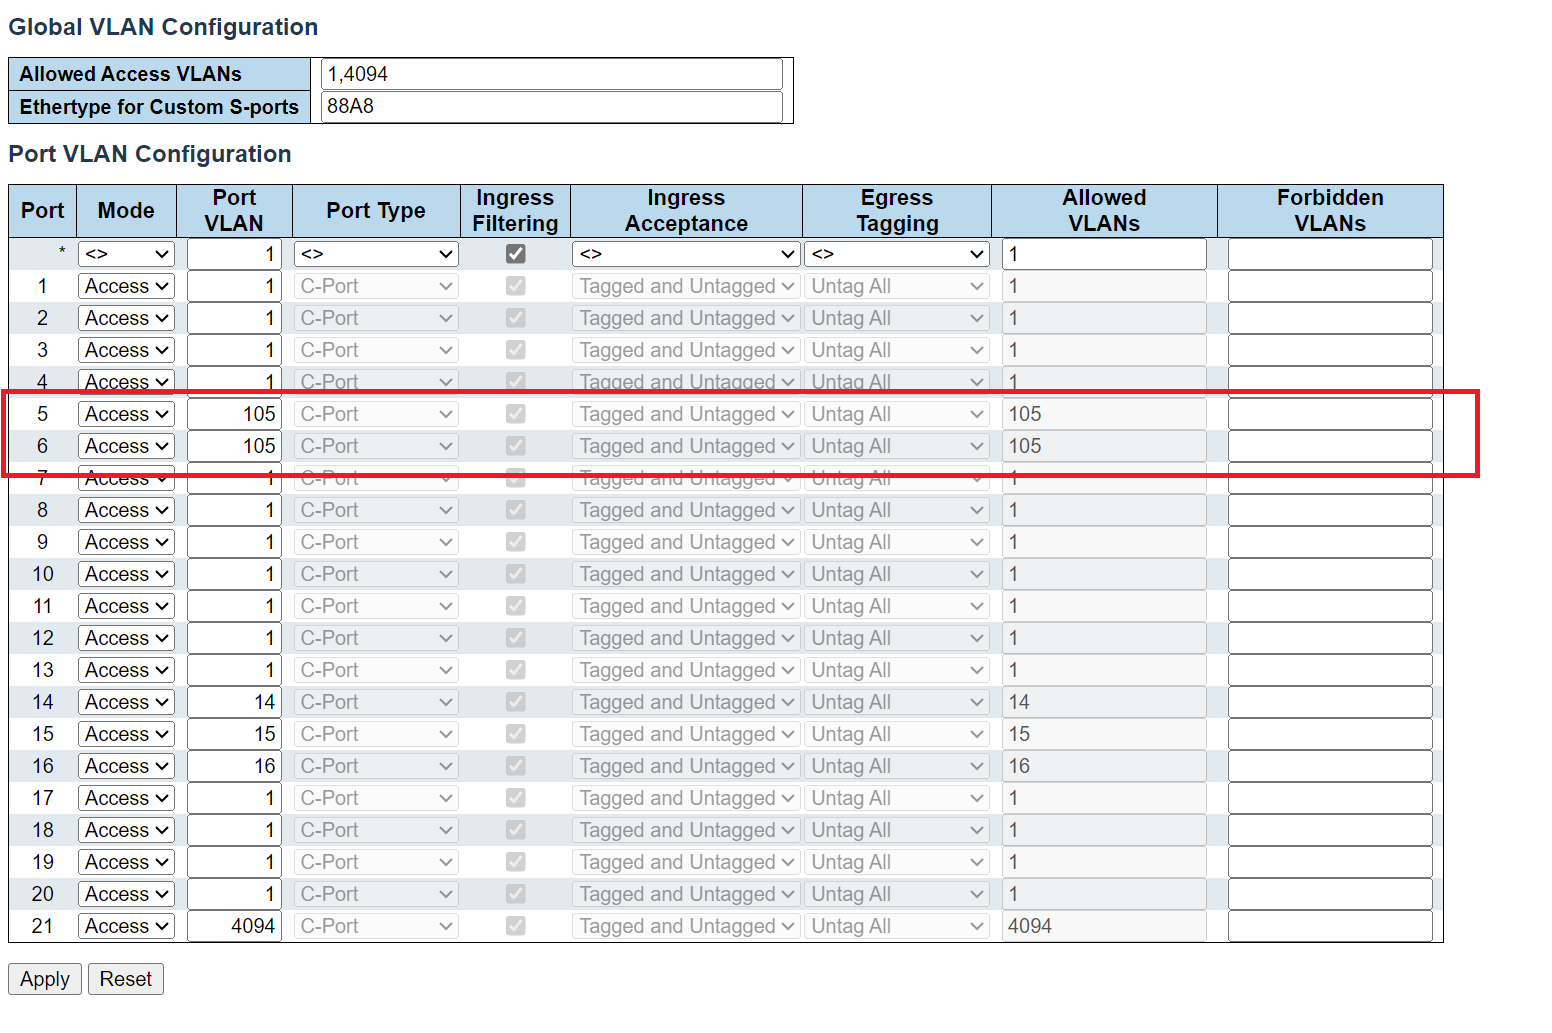 Global VLAN Configuration
Allowed Access VLANs 1,4094
Ethertype for Custom S-ports 88A8
Port VLAN Configuration
Port Mode Port VLAN Port Type Ingress Filtering Ingress Acceptance Egress Tagging Allowed VLANs Forbidden VLANs
* <> 1 <> <> <> 1
1 Access 1 C-Port Tagged and Untagged Untag All 1
2 Access 1 C-Port Tagged and Untagged Untag All 1
3 Access 1 C-Port Tagged and Untagged Untag All 1
4 Access 1 C-Port Tagged and Untagged Untag All 1
5 Access 105 C-Port Tagged and Untagged Untag All 105
6 Access 105 C-Port Tagged and Untagged Untag All 105
7 Access 1 C-Port Tagged and Untagged Untag All 1
8 Access 1 C-Port Tagged and Untagged Untag All 1
9 Access 1 C-Port Tagged and Untagged Untag All 1
10 Access 1 C-Port Tagged and Untagged Untag All 1
11 Access 1 C-Port Tagged and Untagged Untag All 1
12 Access 1 C-Port Tagged and Untagged Untag All 1
13 Access 1 C-Port Tagged and Untagged Untag All 1
14 Access 14 C-Port Tagged and Untagged Untag All 14
15 Access 15 C-Port Tagged and Untagged Untag All 15
16 Access 16 C-Port Tagged and Untagged Untag All 16
17 Access 1 C-Port Tagged and Untagged Untag All 1
18 Access 1 C-Port Tagged and Untagged Untag All 1
19 Access 1 C-Port Tagged and Untagged Untag All 1
20 Access 1 C-Port Tagged and Untagged Untag All 1
21 Access 4094 C-Port Tagged and Untagged Untag All 4094
Apply Reset